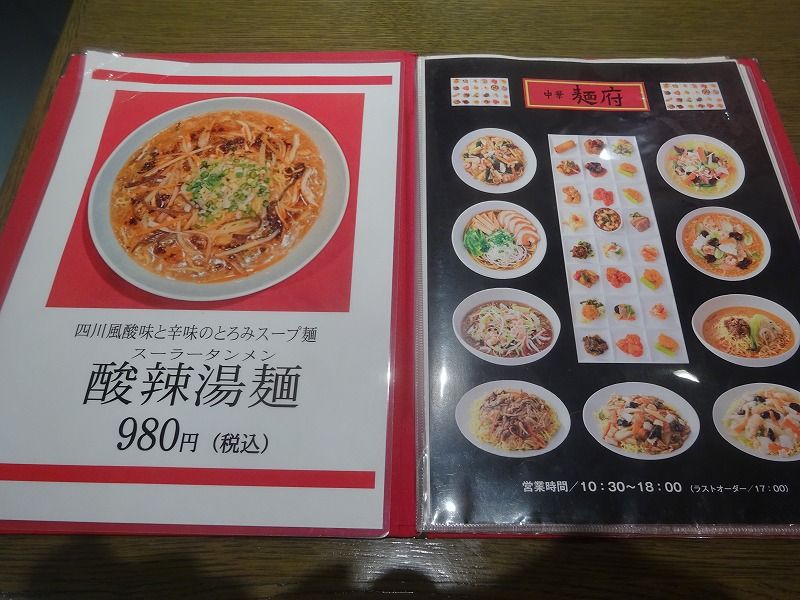 四川風酸味と辛味のとろみスープ麺
スーラータンメン
酸辣湯麺
980円（税込）
中華 麺府
営業時間／10：30～18：00（ラストオーダー／17：00）